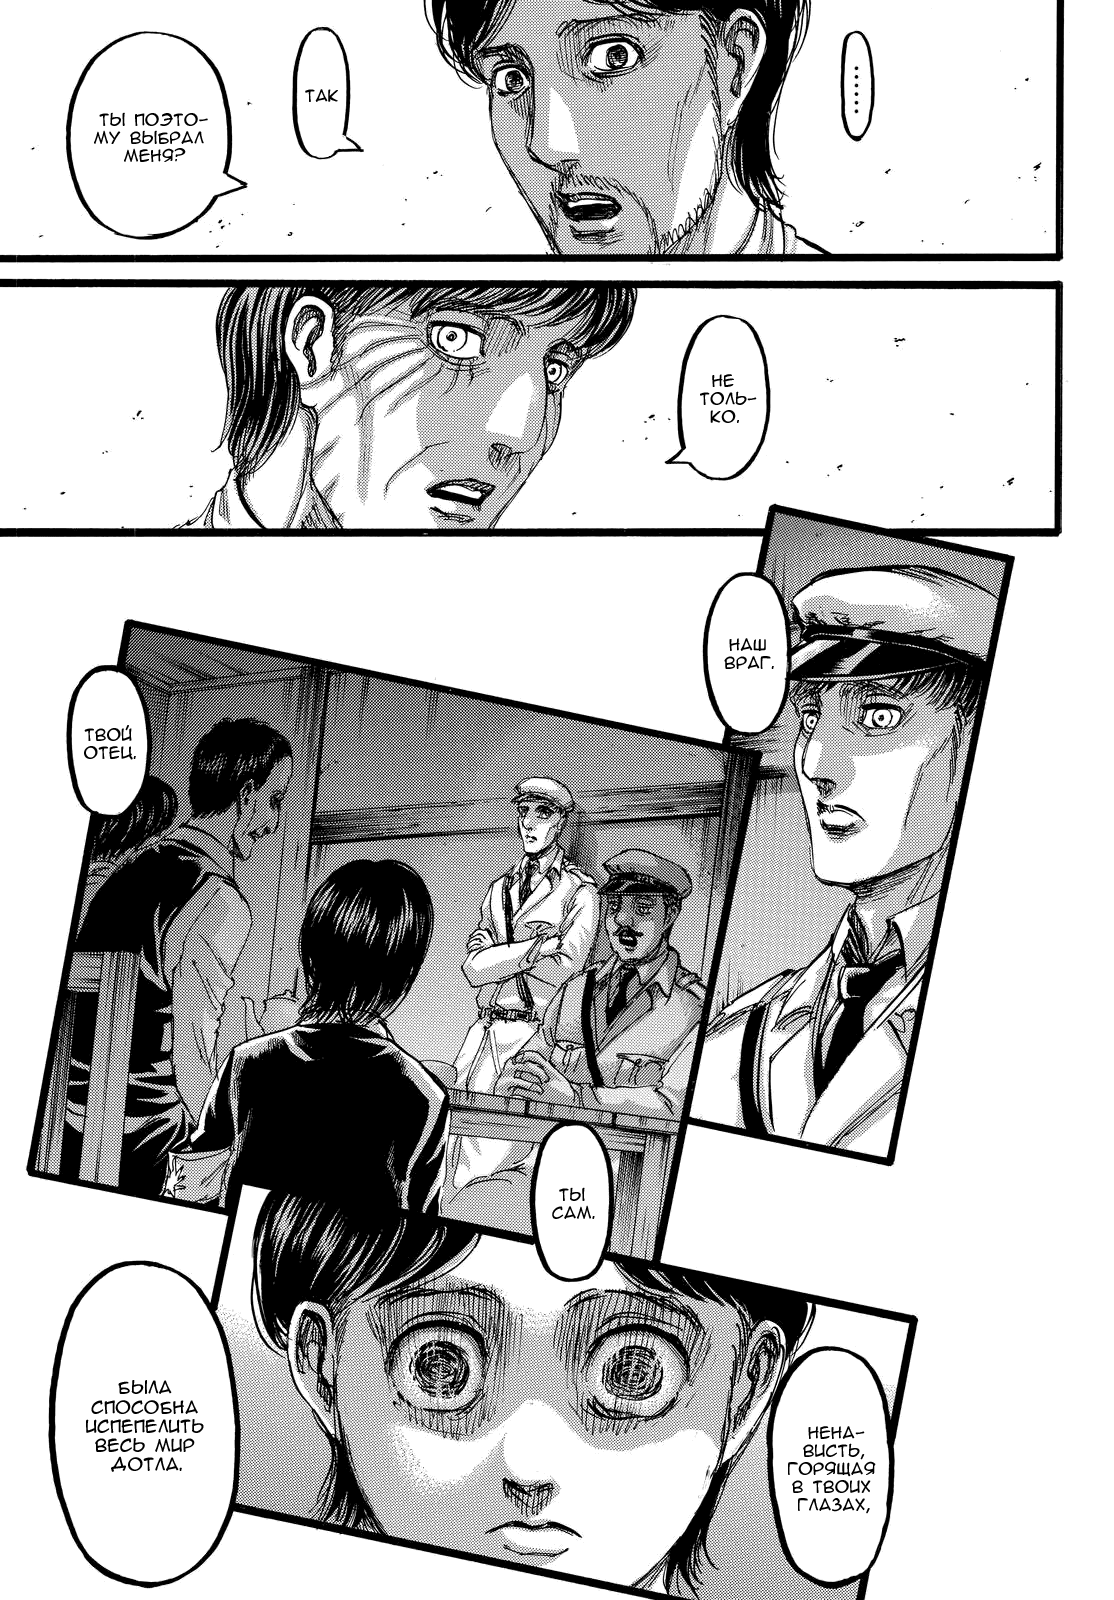 ........
ТАК
ТЫ ПОЭТО-
МУ ВЫБРАЛ
МЕНЯ?
НЕ
ТОЛЬ-
КО.
НАШ
ВРАГ.
ТВОЙ
ОТЕЦ.
ТЫ
САМ.
НЕНА-
ВИСТЬ,
ГОРЯЩАЯ
В ТВОИХ
ГЛАЗАХ,
БЫЛА
СПОСОБНА
ИСПЕПЕЛИТЬ
ВЕСЬ МИР
ДОТЛА.